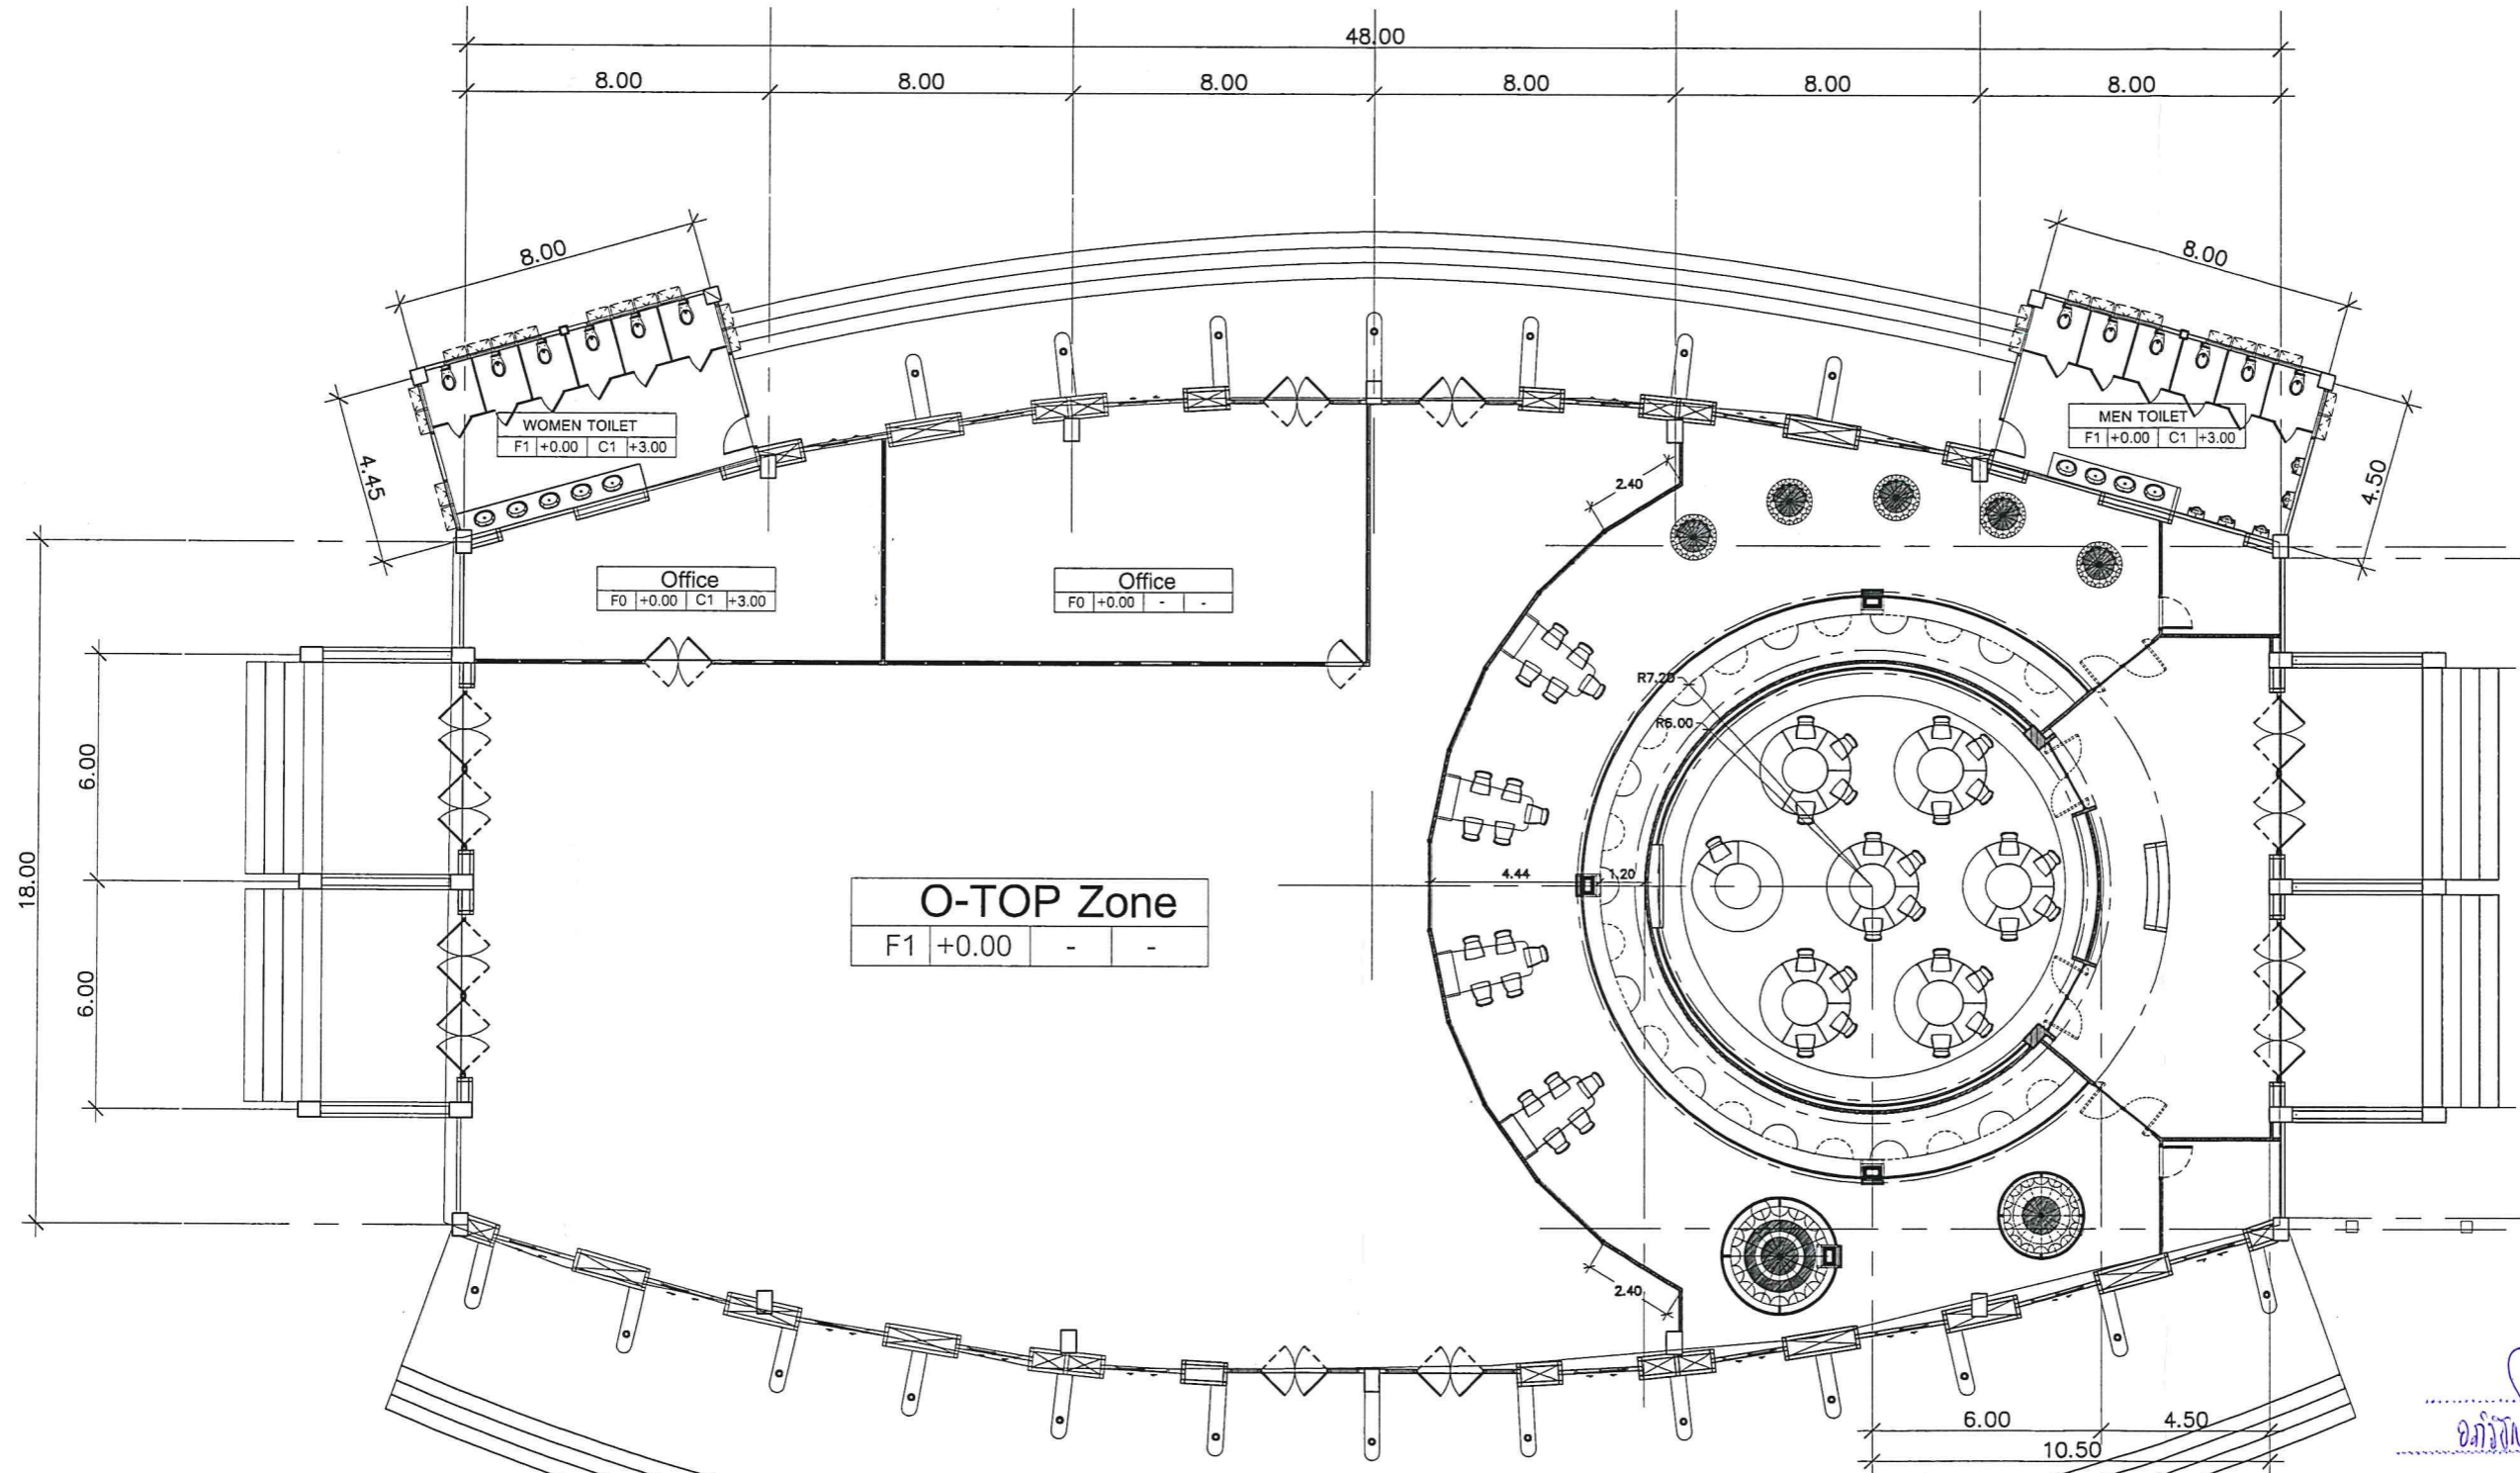 48.00
8.00 8.00 8.00 8.00 8.00 8.00
8.00
8.00
WOMEN TOILET
F1 +0.00 C1 +3.00
MEN TOILET
F1 +0.00 C1 +3.00
4.45
4.50
2.40
Office
F0 +0.00 C1 +3.00
Office
F0 +0.00 - -
R7.20
R6.00
6.00
18.00
4.44
1.20
O-TOP Zone
F1 +0.00 - -
6.00
2.40
6.00 4.50
10.50